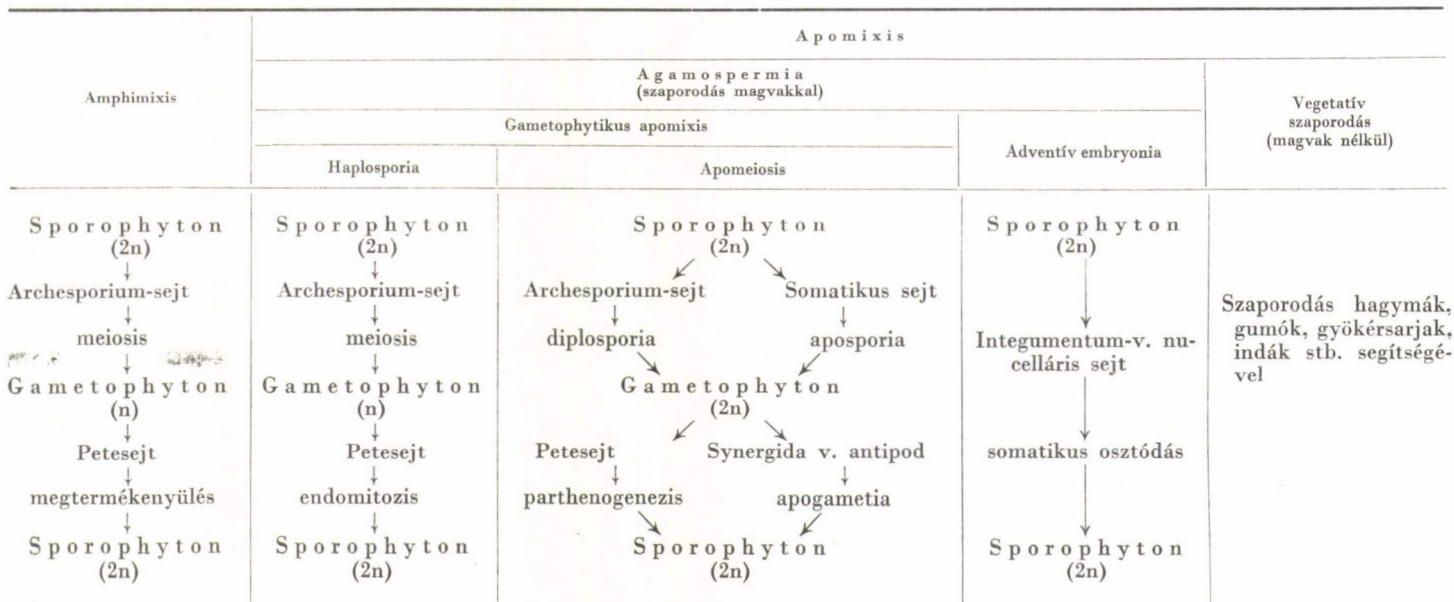 Apomixis
Amphimixis
Agamospermia
(szaporodás magvakkal)
Vegetatív
szaporodás
(magvak nélkül)
Gametophytikus apomixis
Adventív embryonia
Haplosporia
Apomeiosis
Sporophyton
(2n)
Archesporium-sejt
meiosis
Gametophyton
(n)
Petesejt
megtermékenyülés
Sporophyton
(2n)
Sporophyton
(2n)
Archesporium-sejt
meiosis
Gametophyton
(n)
Petesejt
endomitozis
Sporophyton
(2n)
Sporophyton
(2n)
Archesporium-sejt Somatikus sejt
diplosporia aposporia
Gametophyton
(2n)
Petesejt Synergida v. antipod
parthenogenezis apogametia
Sporophyton
(2n)
Sporophyton
(2n)
Integumentum-v. nu-
celláris sejt
somatikus osztódás
Sporophyton
(2n)
Szaporodás hagymák,
gumók, gyökérsarjak,
indák stb. segítségé-
vel